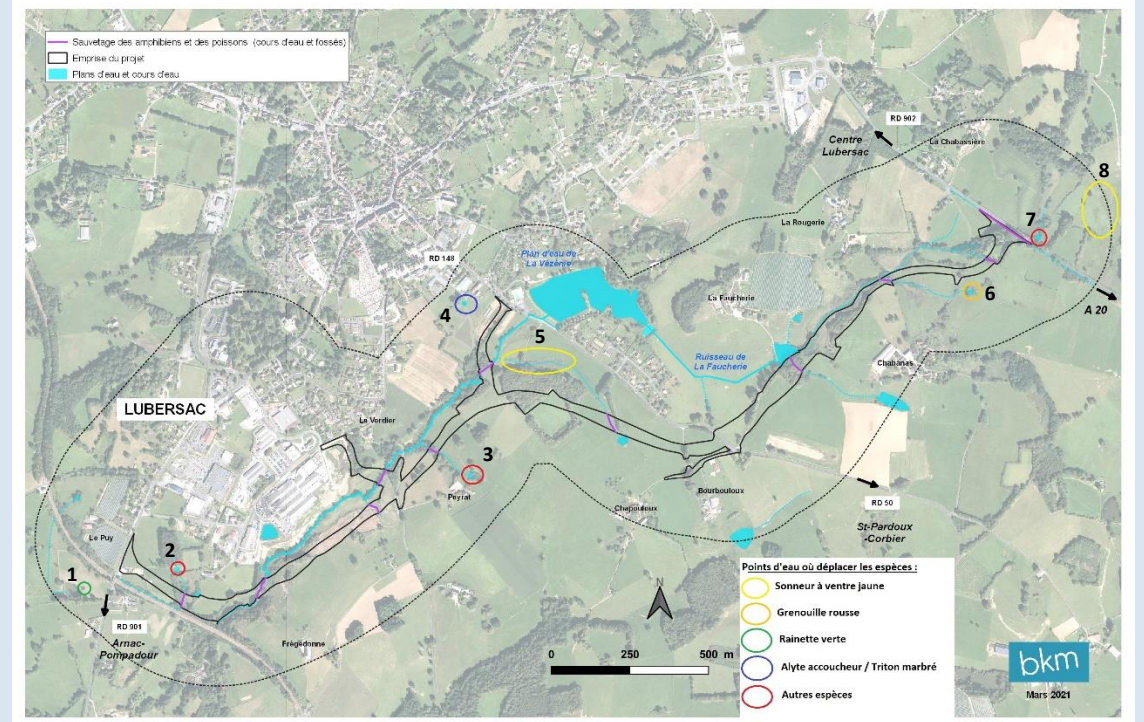 Sauvetage des amphibiens et des poissons (cours d'eau et fossés)
Emprise du projet
Plans d'eau et cours d'eau
RD 902
Centre
Lubersac
La Chabassière
8
7
La Rougerie
RD 148
Plan d'eau de
La Vézénie
4
La Faucherie
6
A 20
5
Ruisseau de
La Faucherie
Chabanas
LUBERSAC
Le Verdier
3
Peyrat
Bourbouloux
RD 50
Chapouloux
St-Pardoux
-Corbier
Le Puy
2
1
RD 901
Arnac-
Pompadour
Frègedonne
N
0 250 500 m
Points d'eau où déplacer les espèces :
Sonneur à ventre jaune
Grenouille rousse
Rainette verte
Alyte accoucheur / Triton marbré
Autres espèces
bkm
Mars 2021